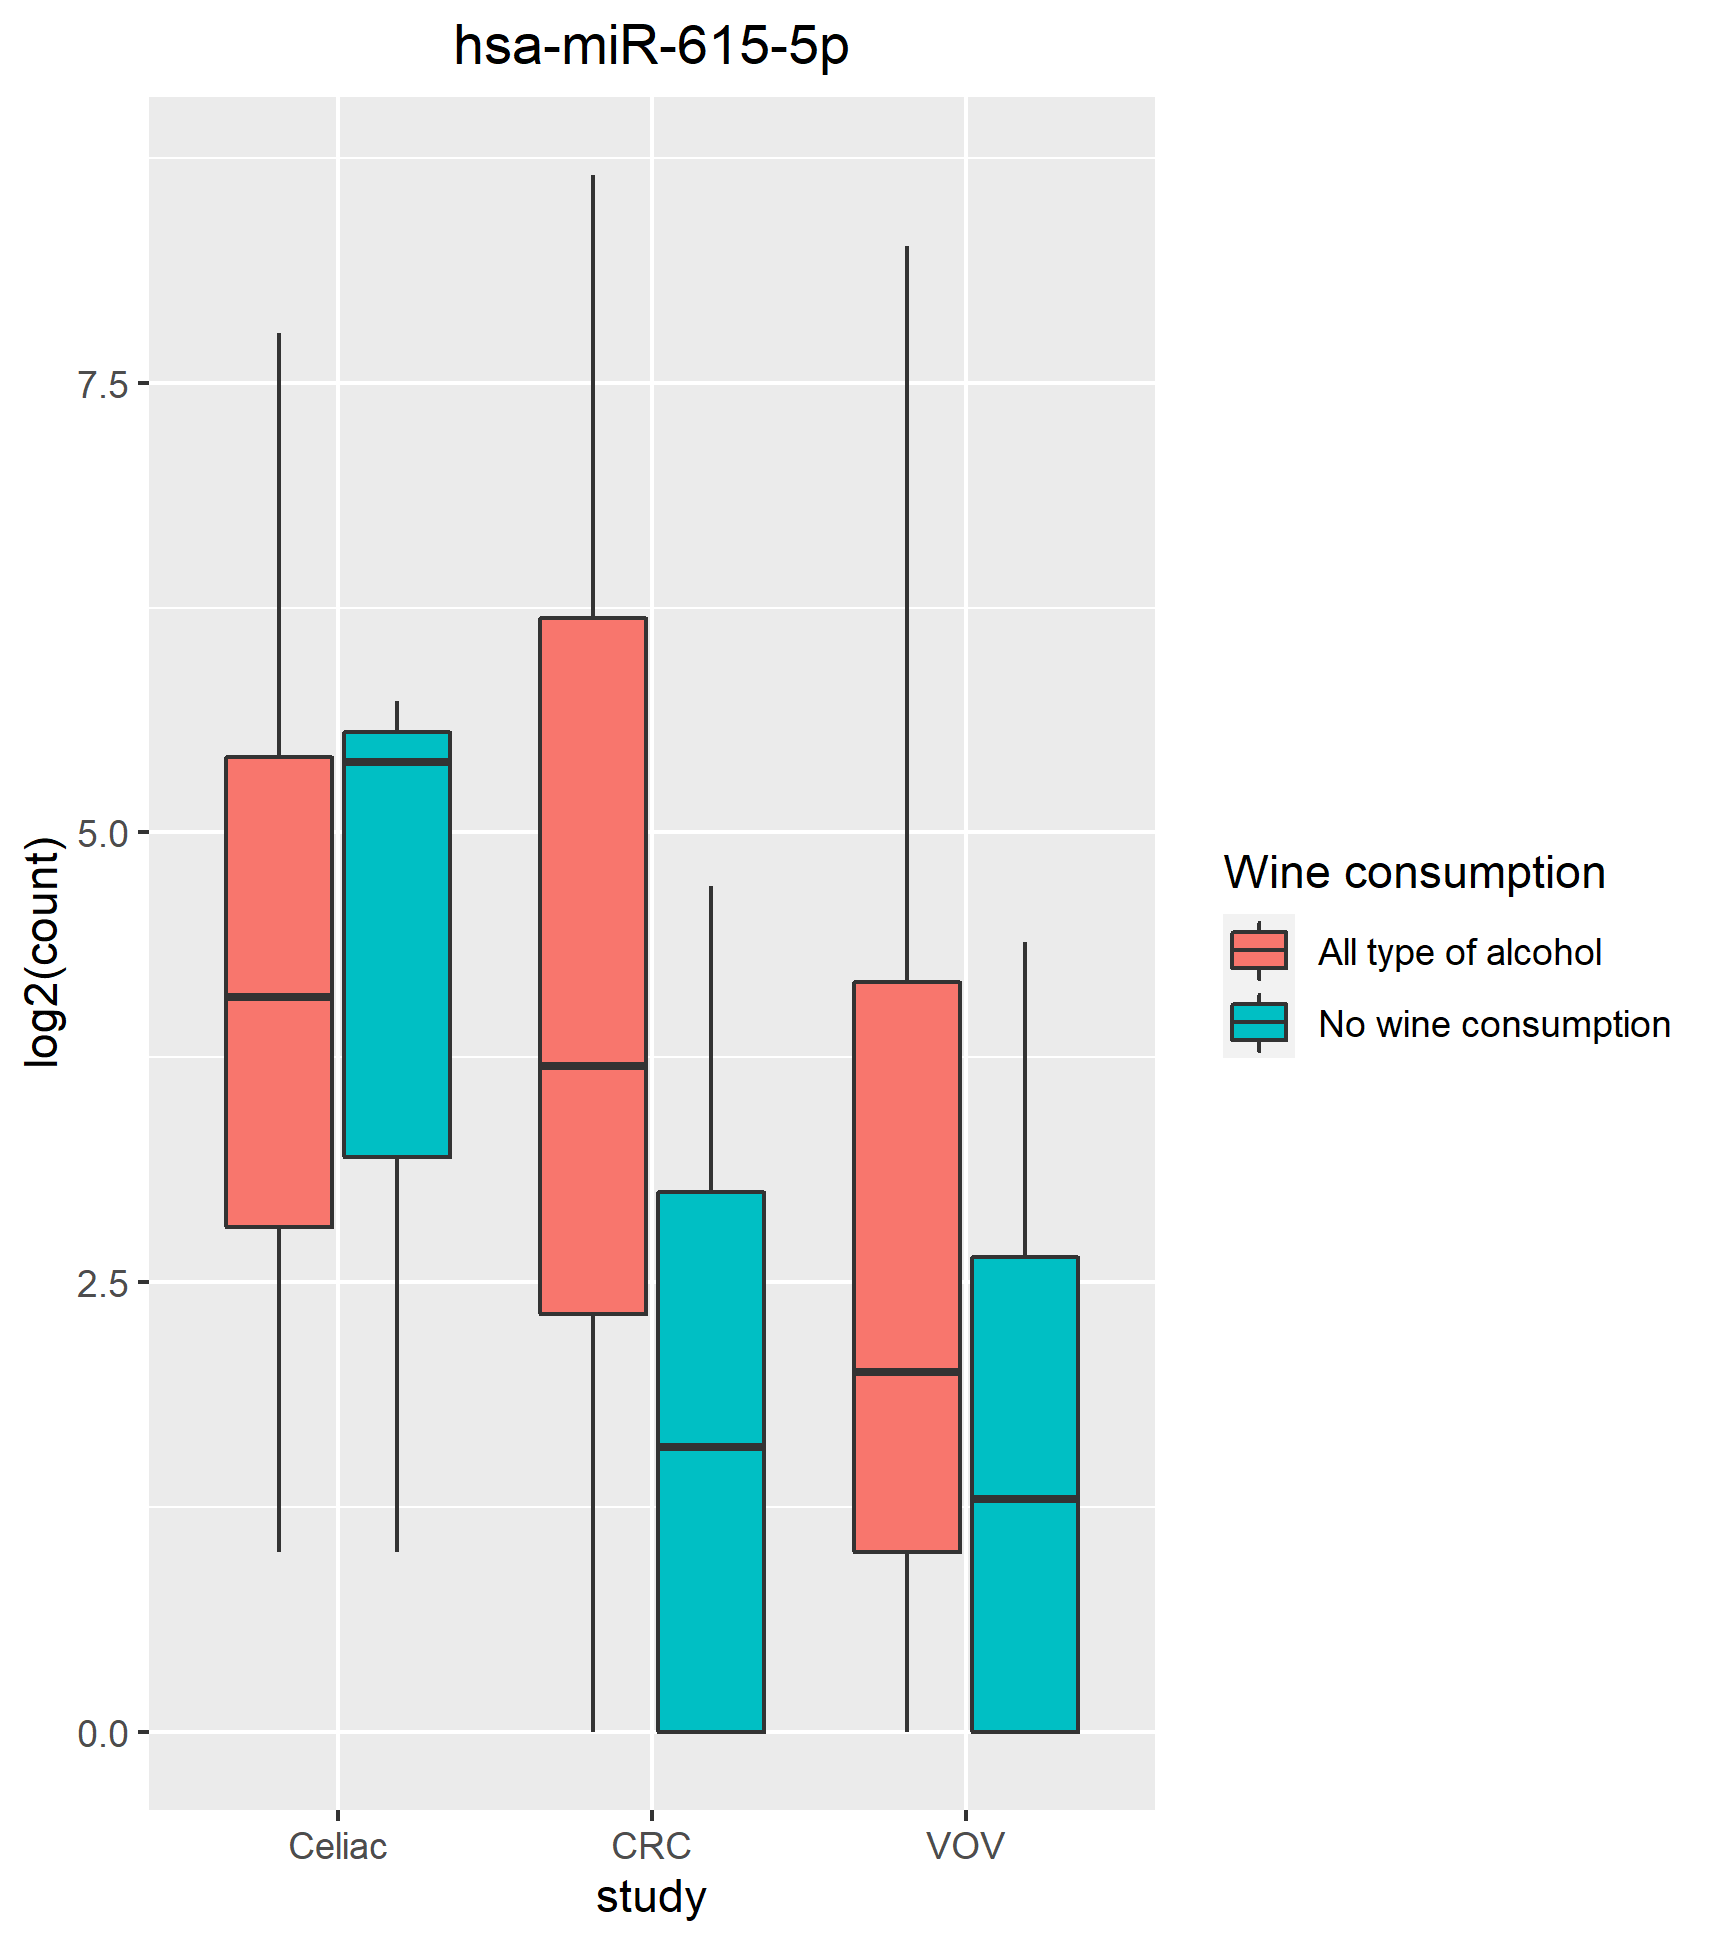 hsa-miR-615-5p
log2(count)
7.5
5.0
2.5
0.0
Celiac CRC VOV
study
Wine consumption
All type of alcohol
No wine consumption